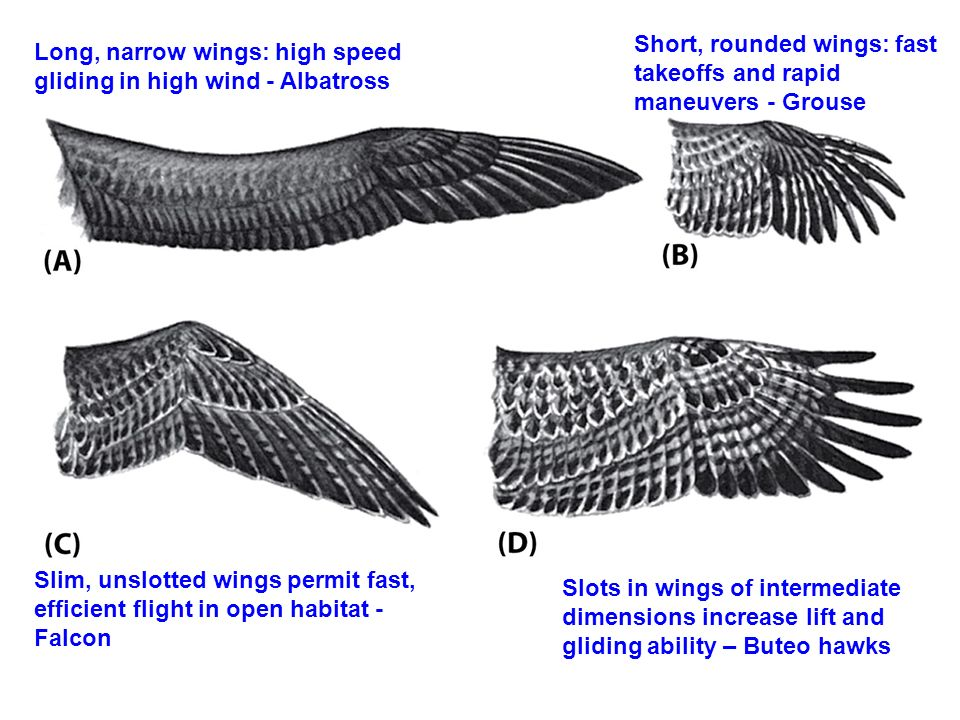 Long, narrow wings: high speed
gliding in high wind - Albatross
Short, rounded wings: fast
takeoffs and rapid
maneuvers - Grouse
(A)
(B)
(C)
(D)
Slim, unslotted wings permit fast,
efficient flight in open habitat -
Falcon
Slots in wings of intermediate
dimensions increase lift and
gliding ability – Buteo hawks